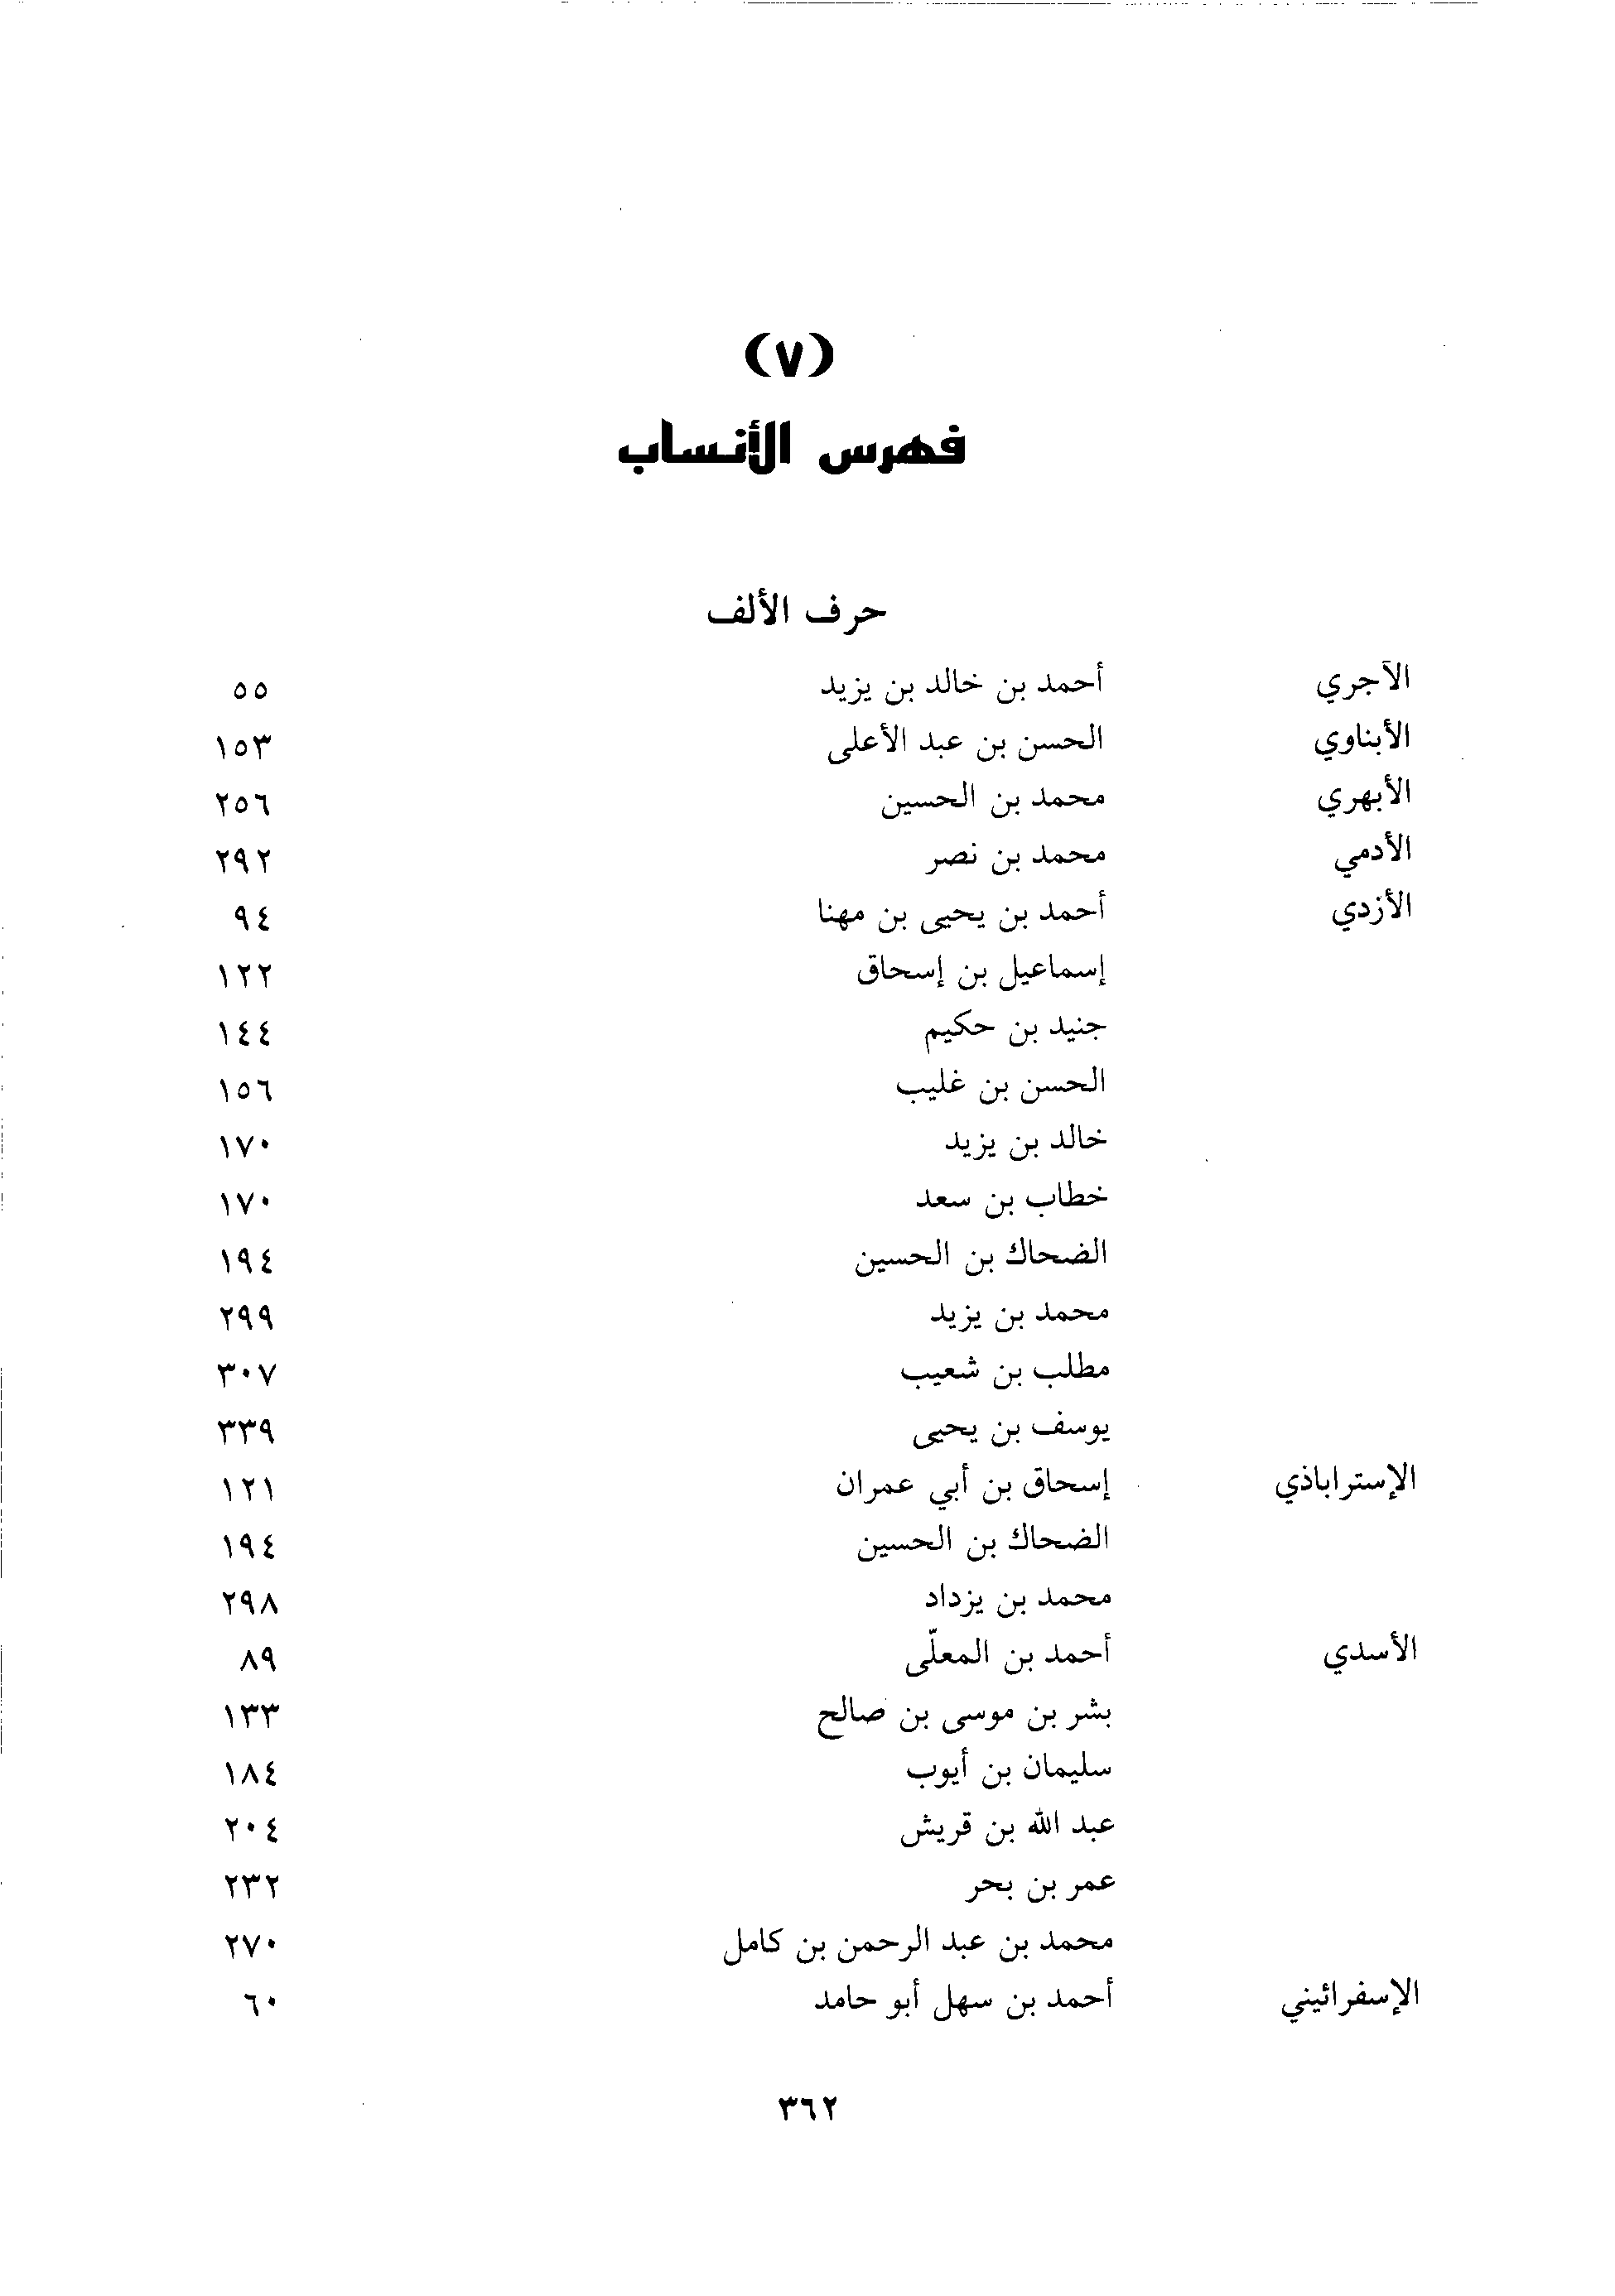 (٧)
فهرس الأنساب
حرف الألف
الآجري أحمد بن خالد بن يزيد ٥٥
الأبناوي الحسن بن عبد الأعلى ١٥٣
الأبهري محمد بن الحسين ٢٥٦
الأدمي محمد بن نصر ٢٩٢
الأزدي أحمد بن يحيى بن مهنا ٩٤
إسماعيل بن إسحاق ١٢٢
جنيد بن حكيم ١٤٤
الحسن بن غليب ١٥٦
خالد بن يزيد ١٧٠
خطاب بن سعد ١٧٠
الضحاك بن الحسين ١٩٤
محمد بن يزيد ٢٩٩
مطلب بن شعيب ٣٠٧
يوسف بن يحيى ٣٣٩
الإستراباذي إسحاق بن أبي عمران ١٢١
الضحاك بن الحسين ١٩٤
محمد بن يزداد ٢٩٨
الأسدي أحمد بن المعلّى ٨٩
بشر بن موسى بن صالح ١٣٣
سليمان بن أيوب ١٨٤
عبد الله بن قريش ٢٠٤
عمر بن بحر ٢٣٢
محمد بن عبد الرحمن بن كامل ٢٧٠
الإسفرائيني أحمد بن سهل أبو حامد ٦٠
٣٦٢